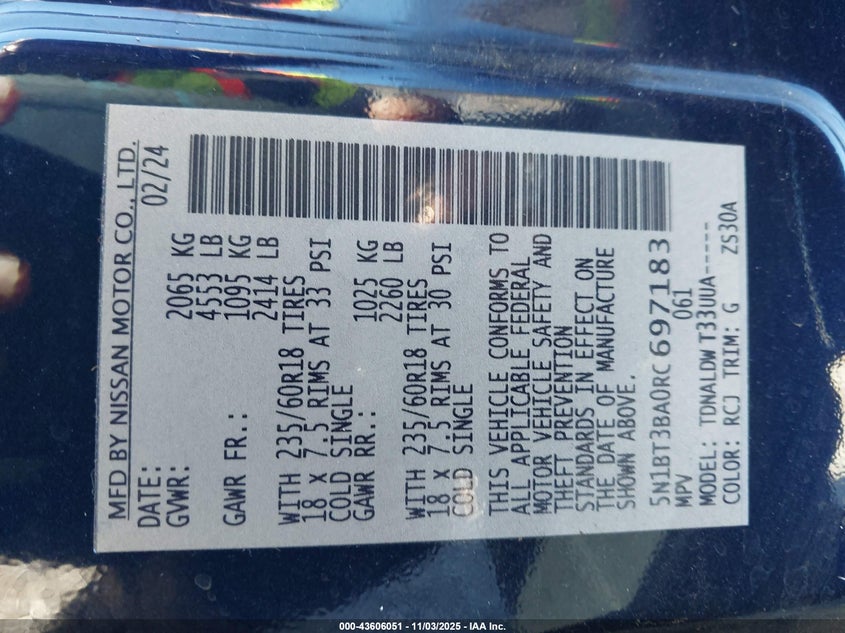 MFD BY NISSAN MOTOR CO., LTD.
DATE: 02/24
GVWR: 2065 KG
4553 LB
GAWR FR.: 1095 KG
2414 LB
WITH 235/60R18 TIRES
18 X 7.5 RIMS AT 33 PSI
COLD SINGLE
GAWR RR.: 1025 KG
2260 LB
WITH 235/60R18 TIRES
18 X 7.5 RIMS AT 30 PSI
COLD SINGLE
THIS VEHICLE CONFORMS TO
ALL APPLICABLE FEDERAL
MOTOR VEHICLE SAFETY AND
THEFT PREVENTION
STANDARDS IN EFFECT ON
THE DATE OF MANUFACTURE
SHOWN ABOVE.
5N1BT3BA0RC697183
MPV 061
MODEL: TDNALDW T33UUA-----
COLOR: RCJ TRIM: G ZS30A
000-43606051 - 11/03/2025 - IAA Inc.